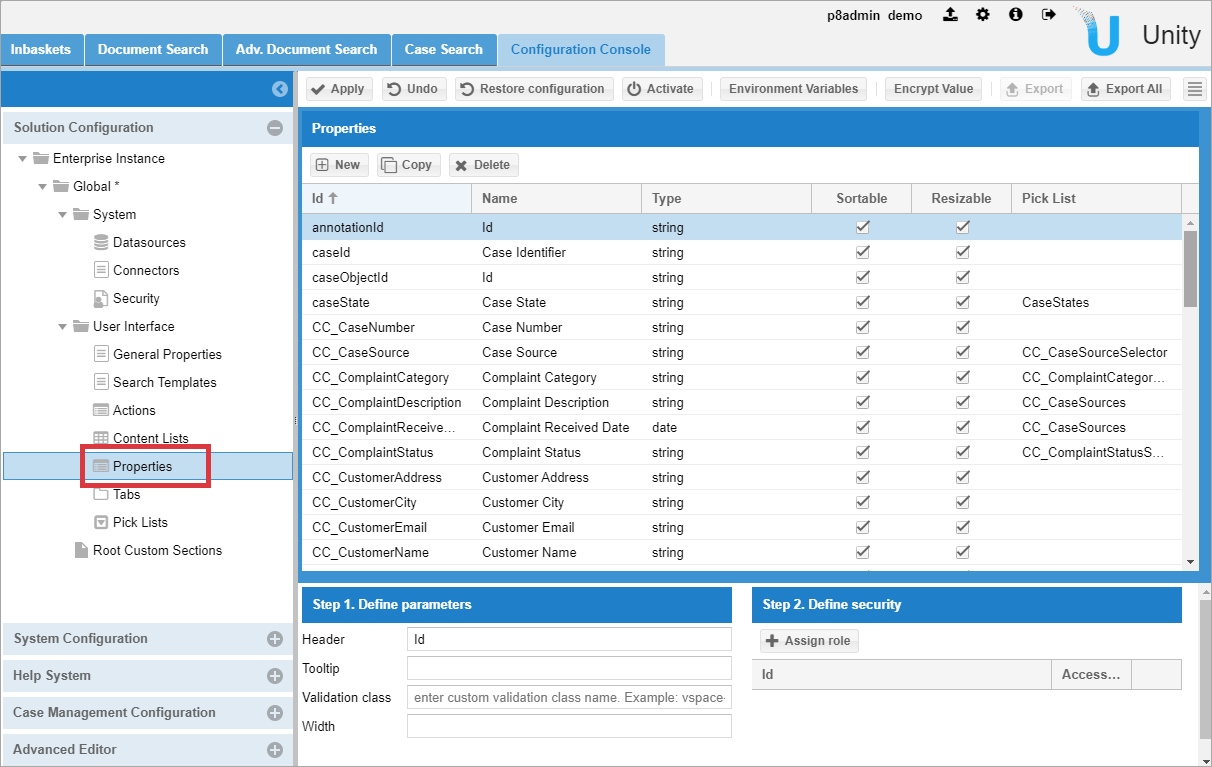 p8admin demo
Unity
Inbaskets Document Search Adv. Document Search Case Search Configuration Console
Apply Undo Restore configuration Activate Environment Variables Encrypt Value Export Export All
Solution Configuration
Enterprise Instance
Global *
System
Datasources
Connectors
Security
User Interface
General Properties
Search Templates
Actions
Content Lists
Properties
Tabs
Pick Lists
Root Custom Sections
System Configuration
Help System
Case Management Configuration
Advanced Editor
Properties
New Copy Delete
Id Name Type Sortable Resizable Pick List
annotationId Id string
caseId Case Identifier string
caseObjectId Id string
caseState Case State string CaseStates
CC_CaseNumber Case Number string
CC_CaseSource Case Source string CC_CaseSourceSelector
CC_ComplaintCategory Complaint Category string CC_ComplaintCategor...
CC_ComplaintDescription Complaint Description string CC_CaseSources
CC_ComplaintReceive... Complaint Received Date date CC_CaseSources
CC_ComplaintStatus Complaint Status string CC_ComplaintStatusS...
CC_CustomerAddress Customer Address string
CC_CustomerCity Customer City string
CC_CustomerEmail Customer Email string
CC_CustomerName Customer Name string
Step 1. Define parameters
Header Id
Tooltip
Validation class enter custom validation class name. Example: vspace-
Width
Step 2. Define security
Assign role
Id Access...